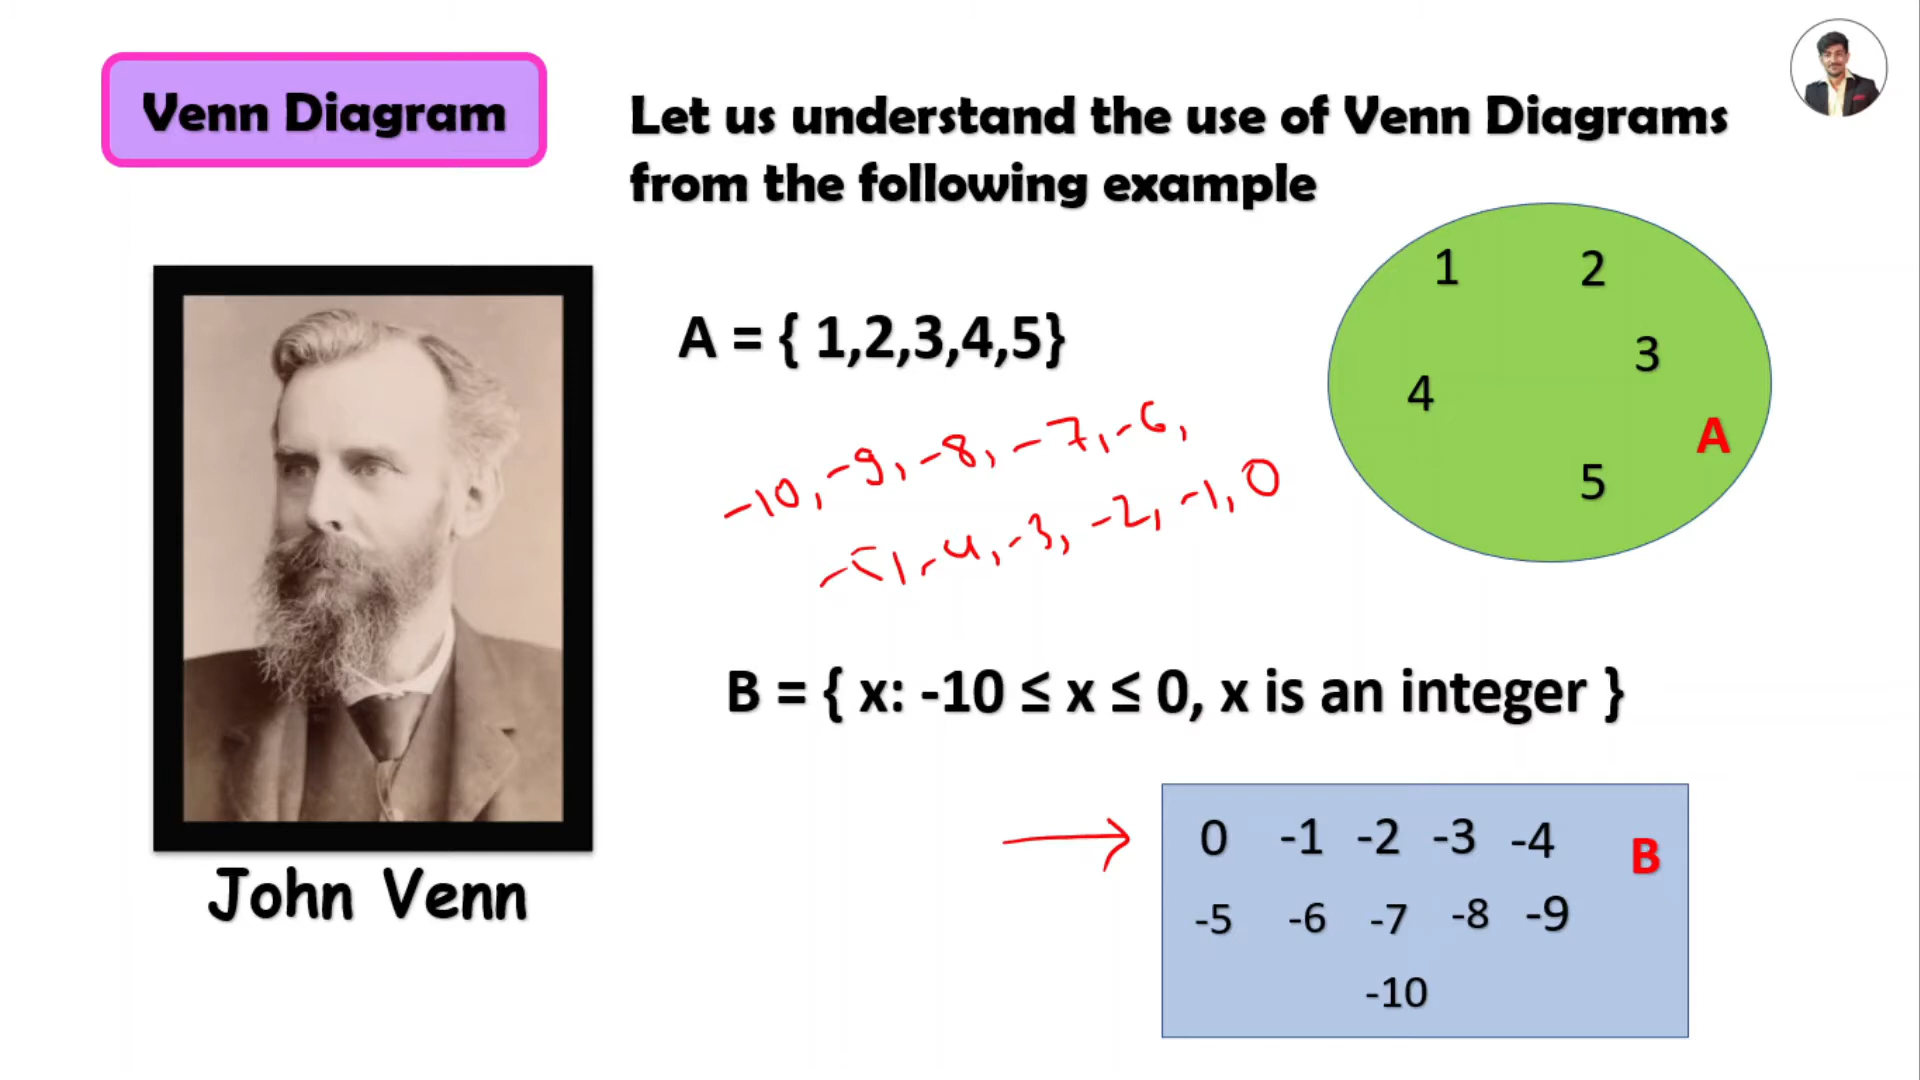 Venn Diagram
Let us understand the use of Venn Diagrams
from the following example
1 2
3
4
A
5
A = { 1,2,3,4,5}
-10, -9, -8, -7, -6,
-5, -4, -3, -2, -1, 0
B = { x: -10 ≤ x ≤ 0, x is an integer }
0 -1 -2 -3 -4 B
-5 -6 -7 -8 -9
-10
John Venn